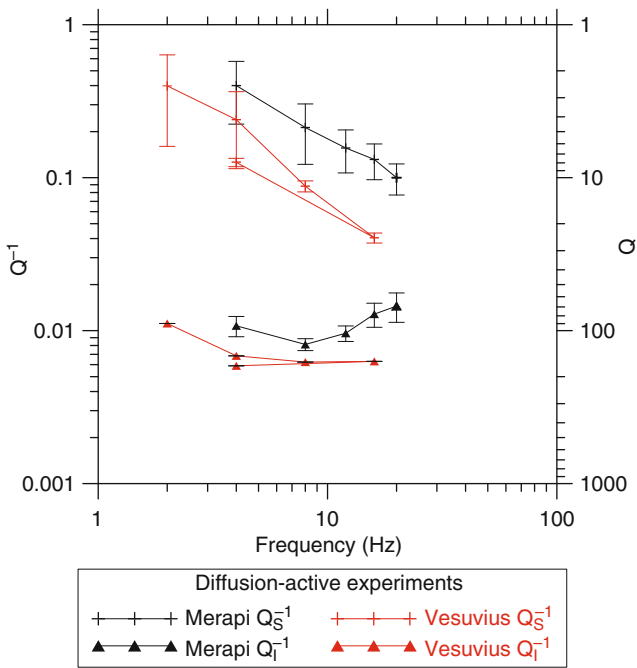 1
0.1
0.01
0.001
Q⁻¹
1
10
100
1000
Q
1
10
100
Frequency (Hz)
Diffusion-active experiments
Merapi Q_S⁻¹
Vesuvius Q_S⁻¹
Merapi Q_I⁻¹
Vesuvius Q_I⁻¹